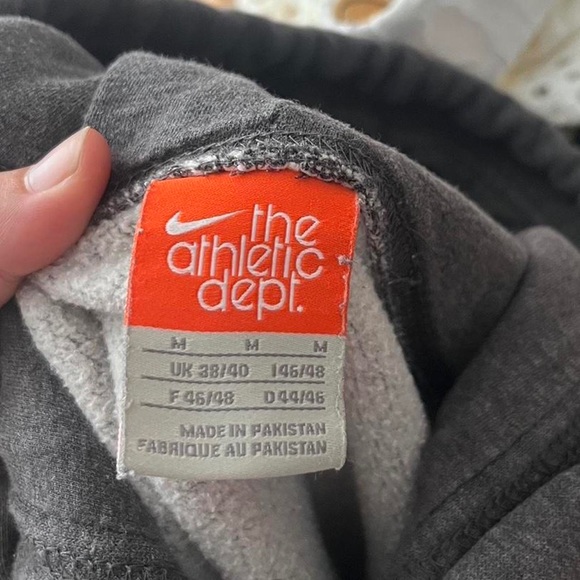 the
athletic
dept.
M M M
UK 38/40 I 46/48
F 46/48 D 44/46
MADE IN PAKISTAN
FABRIQUE AU PAKISTAN